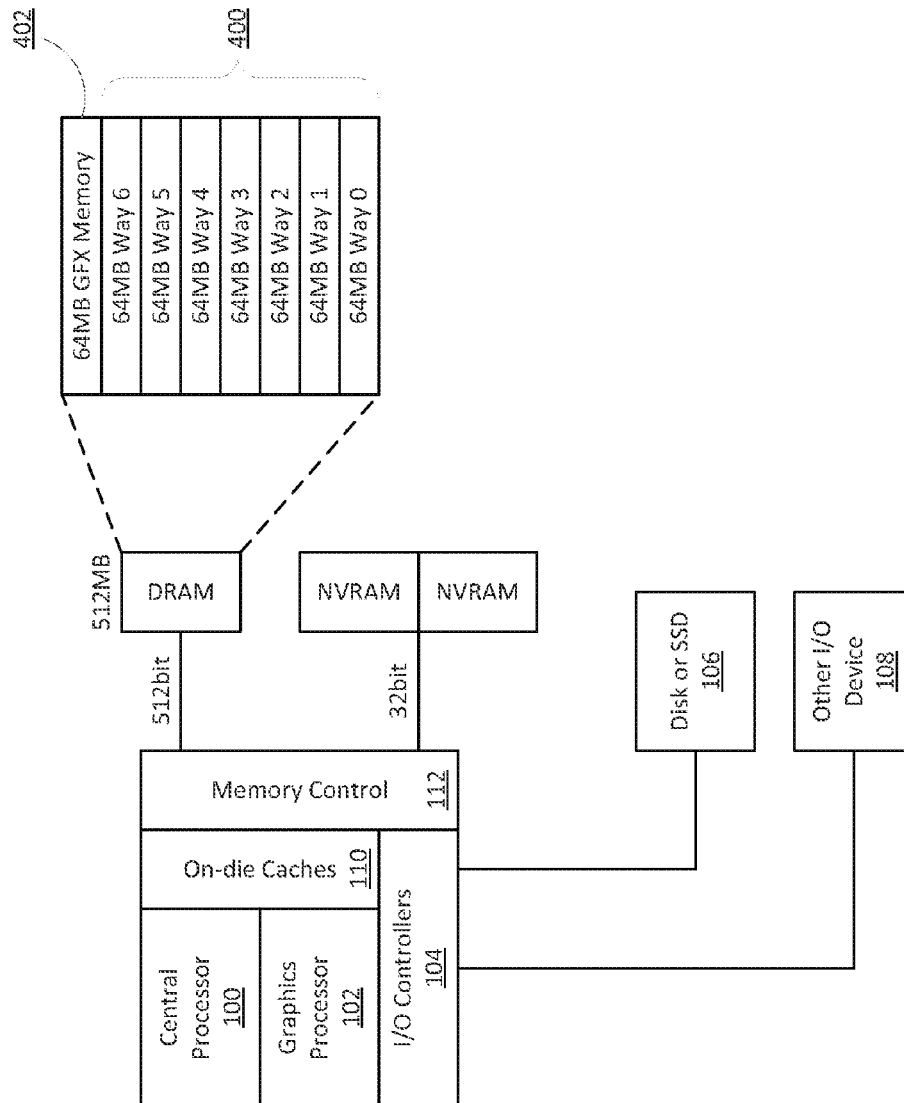 Central
Processor
100
Graphics
Processor
102
On-die Caches
110
I/O Controllers
104
Memory Control
112
512bit
32bit
512MB
DRAM
NVRAM
NVRAM
Disk or SSD
106
Other I/O
Device
108
64MB GFX Memory
64MB Way 6
64MB Way 5
64MB Way 4
64MB Way 3
64MB Way 2
64MB Way 1
64MB Way 0
402
400